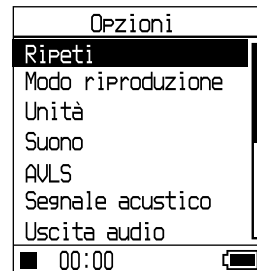 Opzioni
Ripeti
Modo riproduzione
Unità
Suono
AVLS
Segnale acustico
Uscita audio
00:00